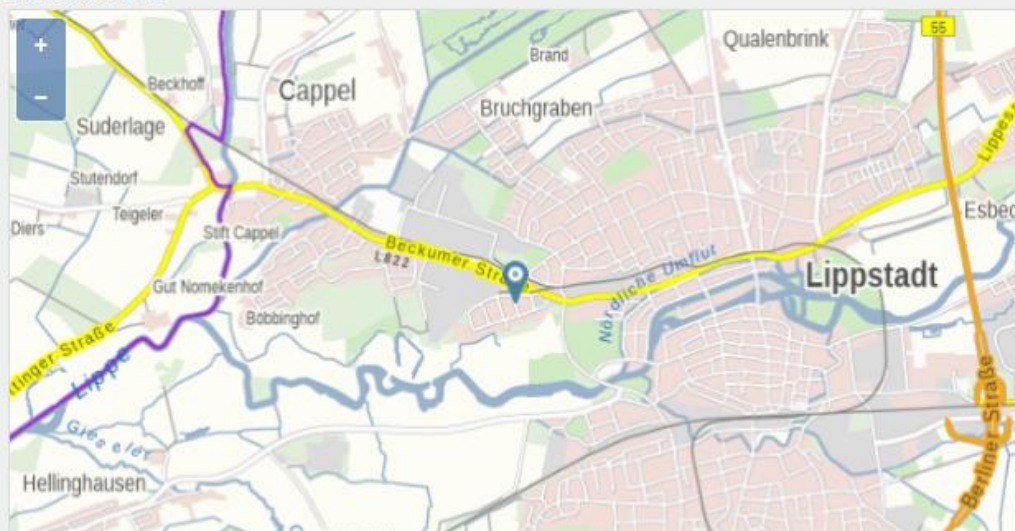 +
−
55
Qualenbrink
Brand
Beckhoff
Cappel
Bruchgraben
Suderlage
Stutendorf
Teigeler
Diers
Stift Cappel
Esbec
Beckumer Straße
L822
Nördliche Umflut
Lippstadt
Gut Nomekenhof
Böbbinghof
tinger Straße
Lippe
Gieseler
Hellinghausen
Berliner Straße
Lippes